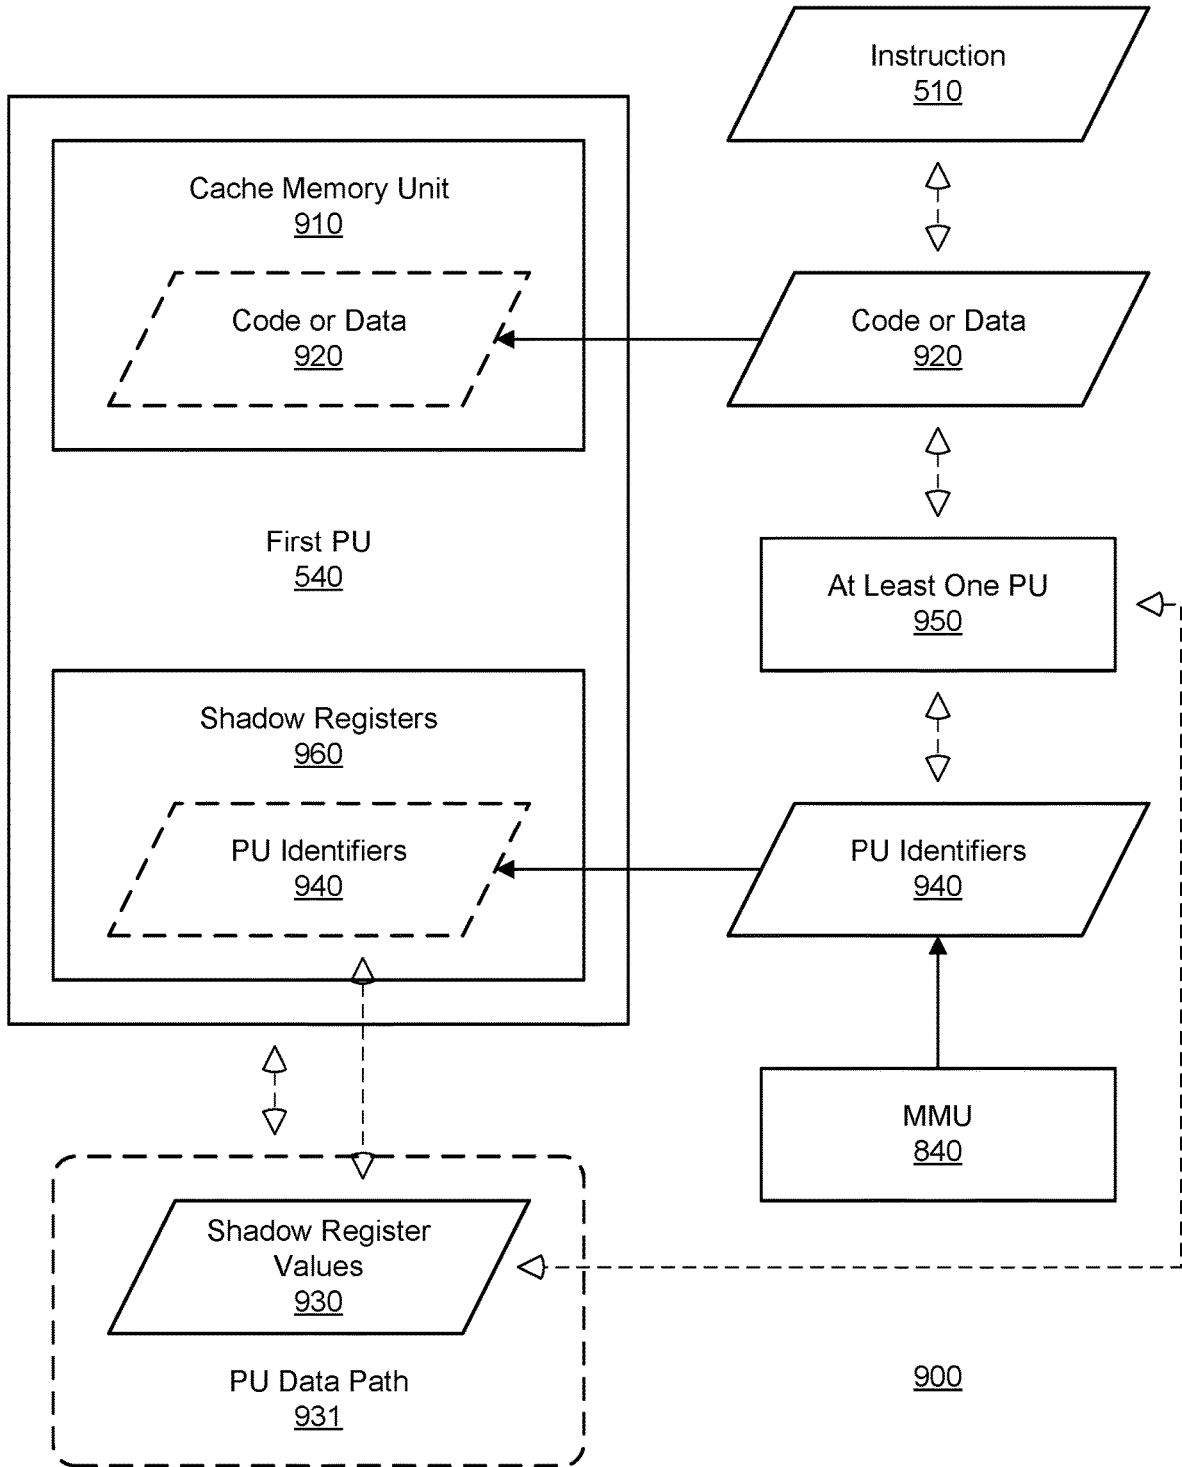 Instruction
510
Cache Memory Unit
910
Code or Data
920
Code or Data
920
First PU
540
At Least One PU
950
Shadow Registers
960
PU Identifiers
940
PU Identifiers
940
MMU
840
Shadow Register
Values
930
PU Data Path
931
900